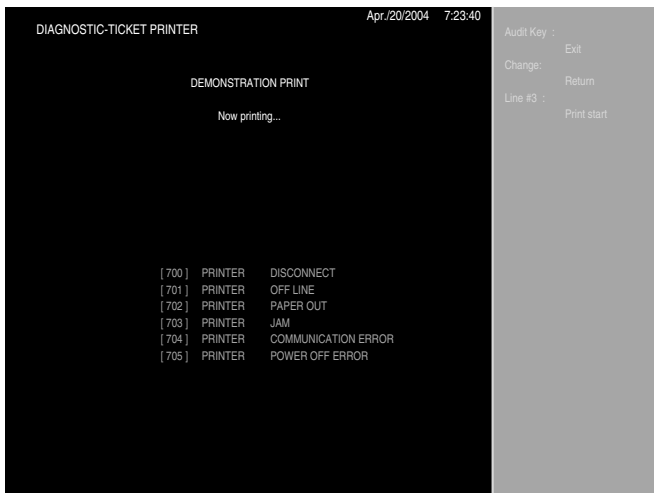 DIAGNOSTIC-TICKET PRINTER
Apr./20/2004 7:23:40
DEMONSTRATION PRINT
Now printing...
[ 700 ] PRINTER DISCONNECT
[ 701 ] PRINTER OFF LINE
[ 702 ] PRINTER PAPER OUT
[ 703 ] PRINTER JAM
[ 704 ] PRINTER COMMUNICATION ERROR
[ 705 ] PRINTER POWER OFF ERROR
Audit Key :
Exit
Change:
Return
Line #3 :
Print start